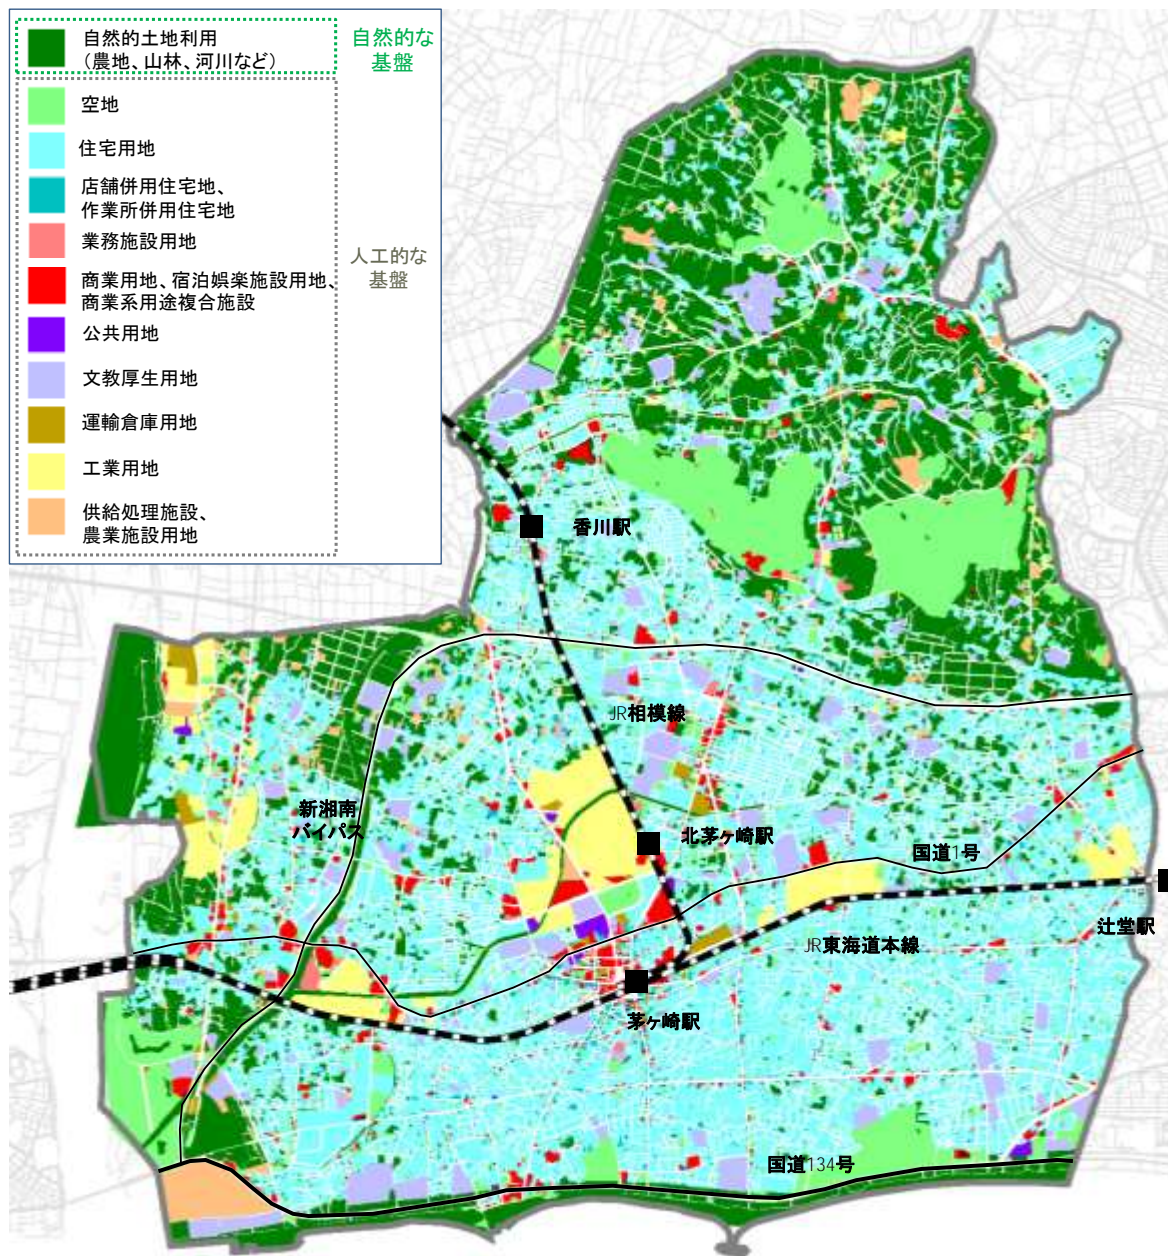 自然的土地利用
（農地、山林、河川など）
自然的な
基盤
空地
住宅用地
店舗併用住宅地、
作業所併用住宅地
業務施設用地
商業用地、宿泊娯楽施設用地、
商業系用途複合施設
公共用地
文教厚生用地
運輸倉庫用地
工業用地
供給処理施設、
農業施設用地
人工的な
基盤
香川駅
JR相模線
新湘南
バイパス
北茅ヶ崎駅
国道1号
辻堂駅
JR東海道本線
茅ヶ崎駅
国道134号